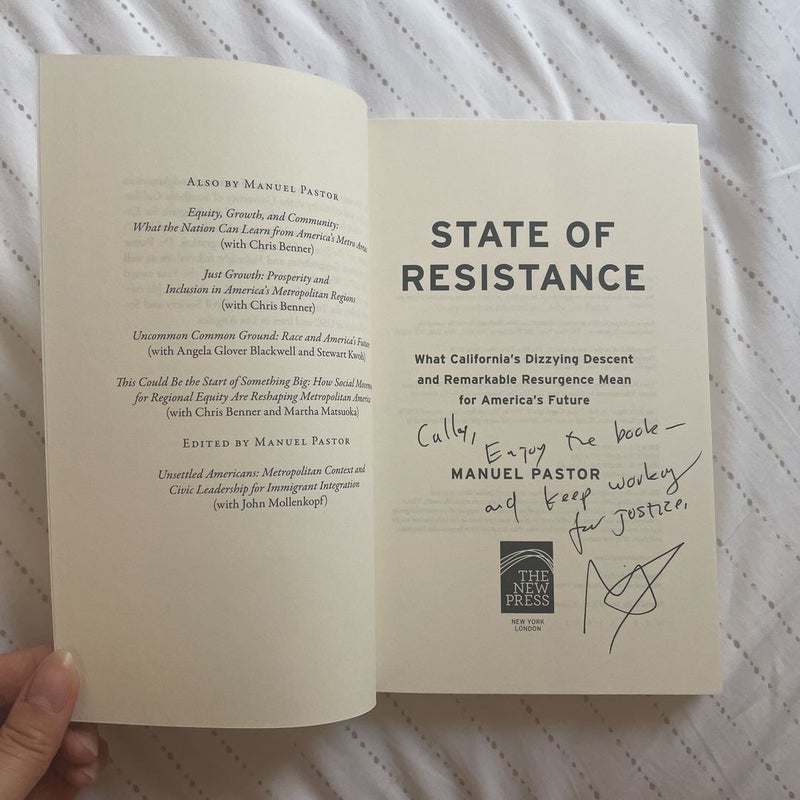 ALSO BY MANUEL PASTOR
Equity, Growth, and Community:
What the Nation Can Learn from America's Metro Areas
(with Chris Benner)
Just Growth: Prosperity and
Inclusion in America's Metropolitan Regions
(with Chris Benner)
Uncommon Common Ground: Race and America's Future
(with Angela Glover Blackwell and Stewart Kwoh)
This Could Be the Start of Something Big: How Social Movements
for Regional Equity Are Reshaping Metropolitan America
(with Chris Benner and Martha Matsuoka)
EDITED BY MANUEL PASTOR
Unsettled Americans: Metropolitan Context and
Civic Leadership for Immigrant Integration
(with John Mollenkopf)
STATE OF
RESISTANCE
What California's Dizzying Descent
and Remarkable Resurgence Mean
for America's Future
Enjoy the book—
MANUEL PASTOR
and keep working
for justice.
THE
NEW
PRESS
NEW YORK
LONDON